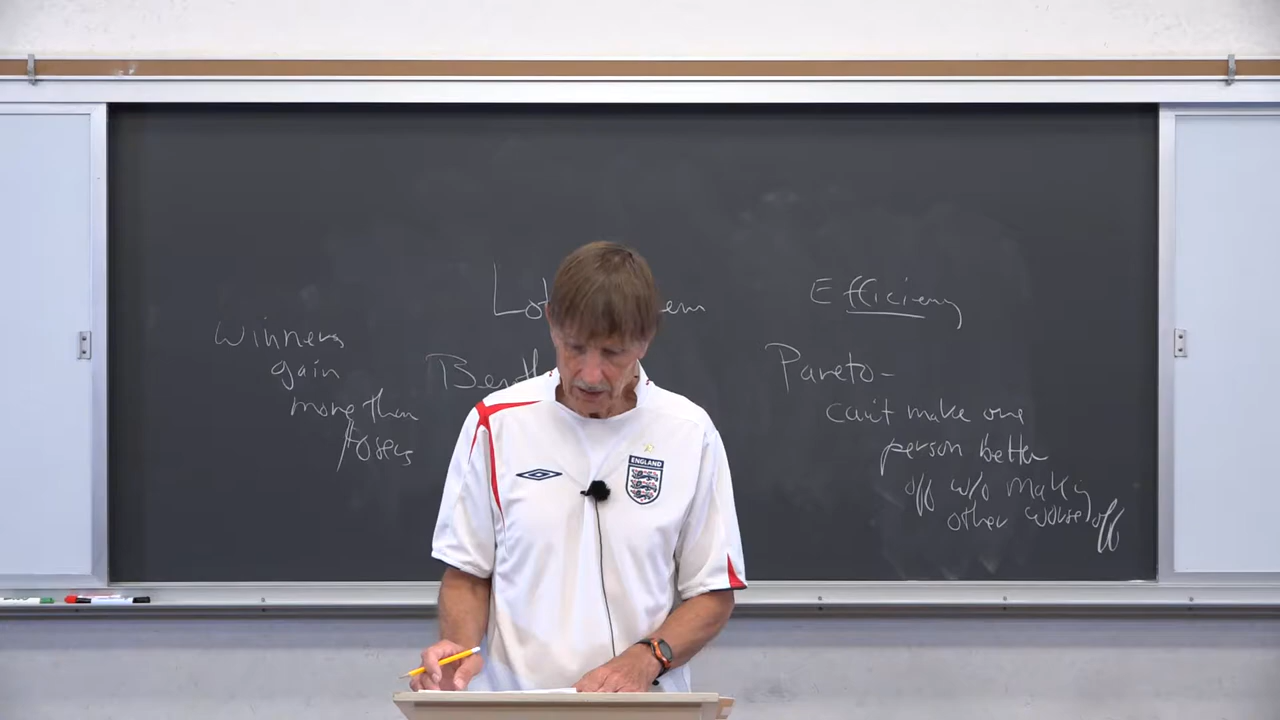 Winners
gain
more than
losers
Efficiency
Pareto-
can't make one
person better
off w/o making
other worse off
ENGLAND